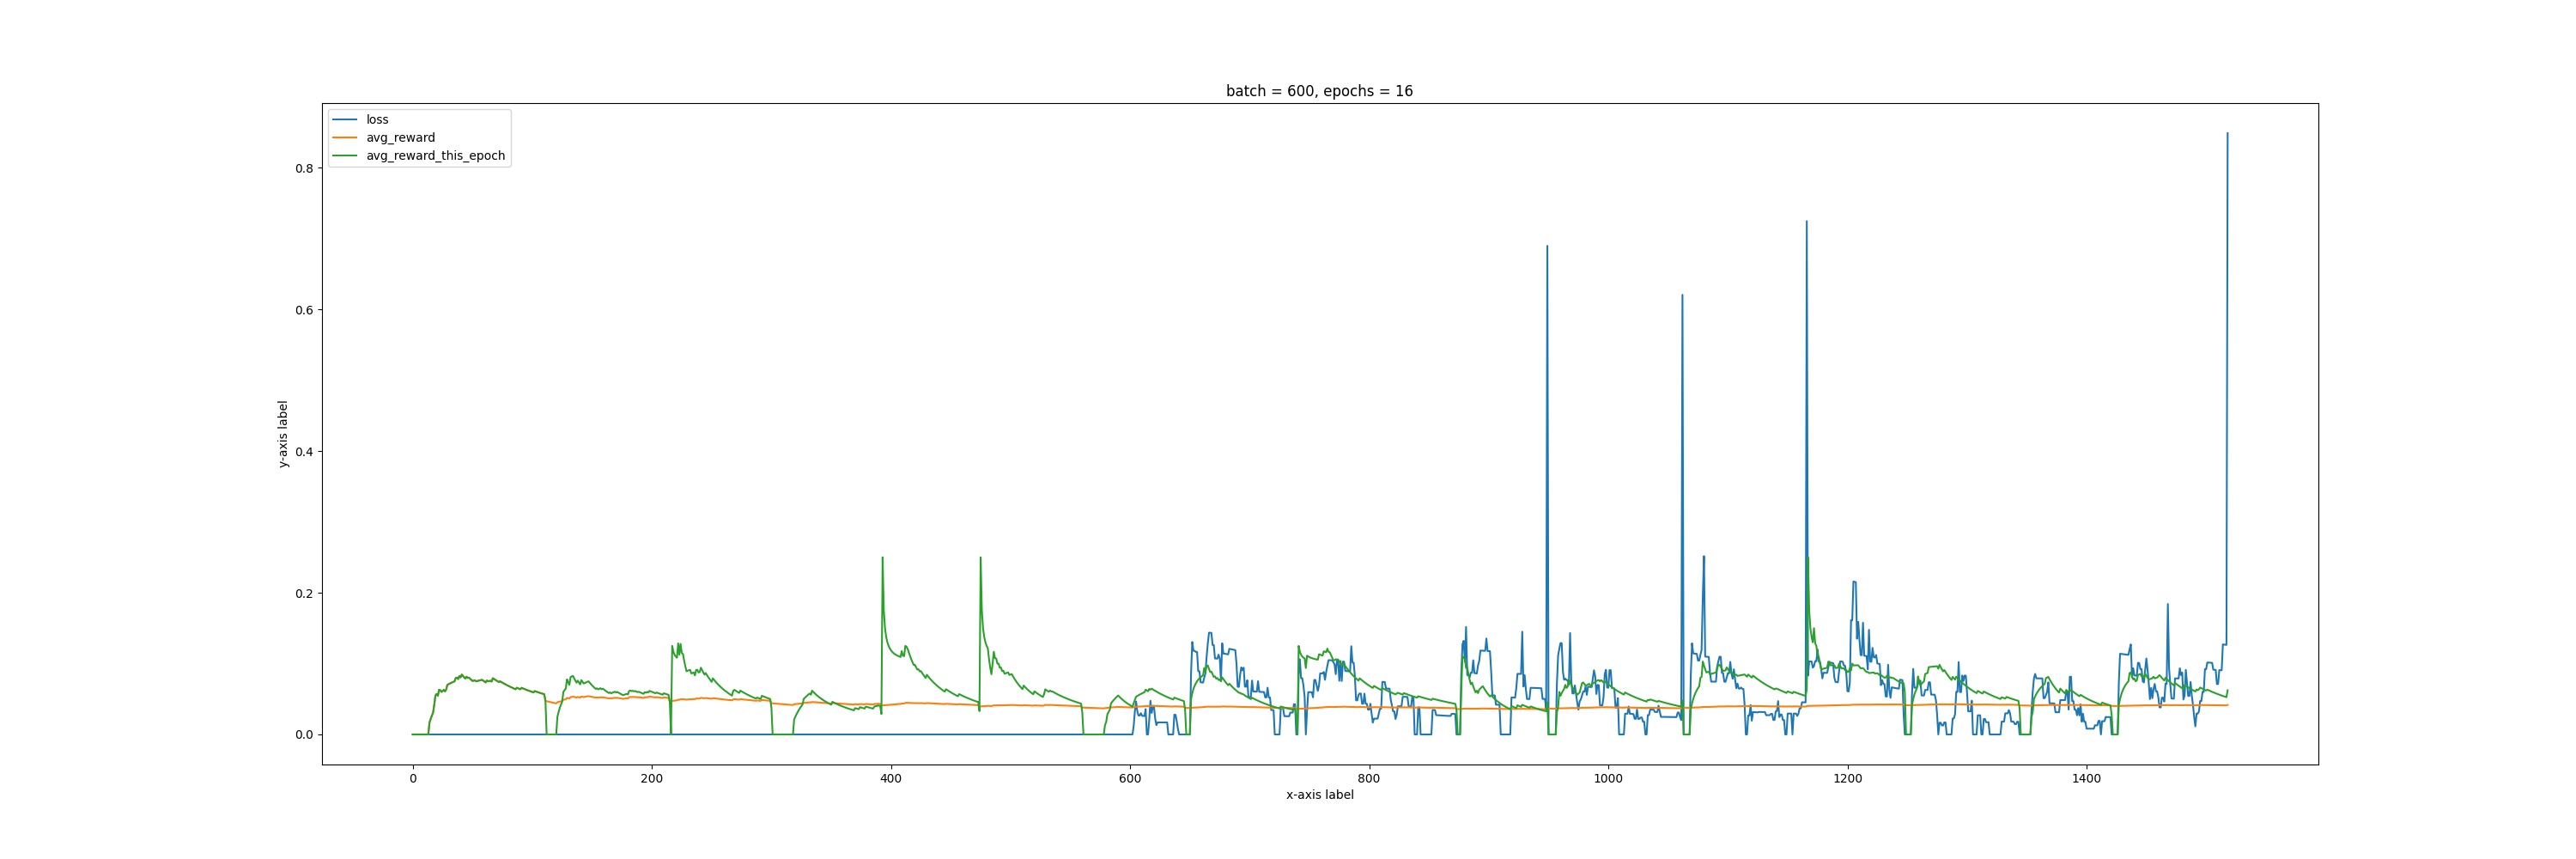 batch = 600, epochs = 16
loss
avg_reward
avg_reward_this_epoch
y-axis label
0.8
0.6
0.4
0.2
0.0
0 200 400 600 800 1000 1200 1400
x-axis label